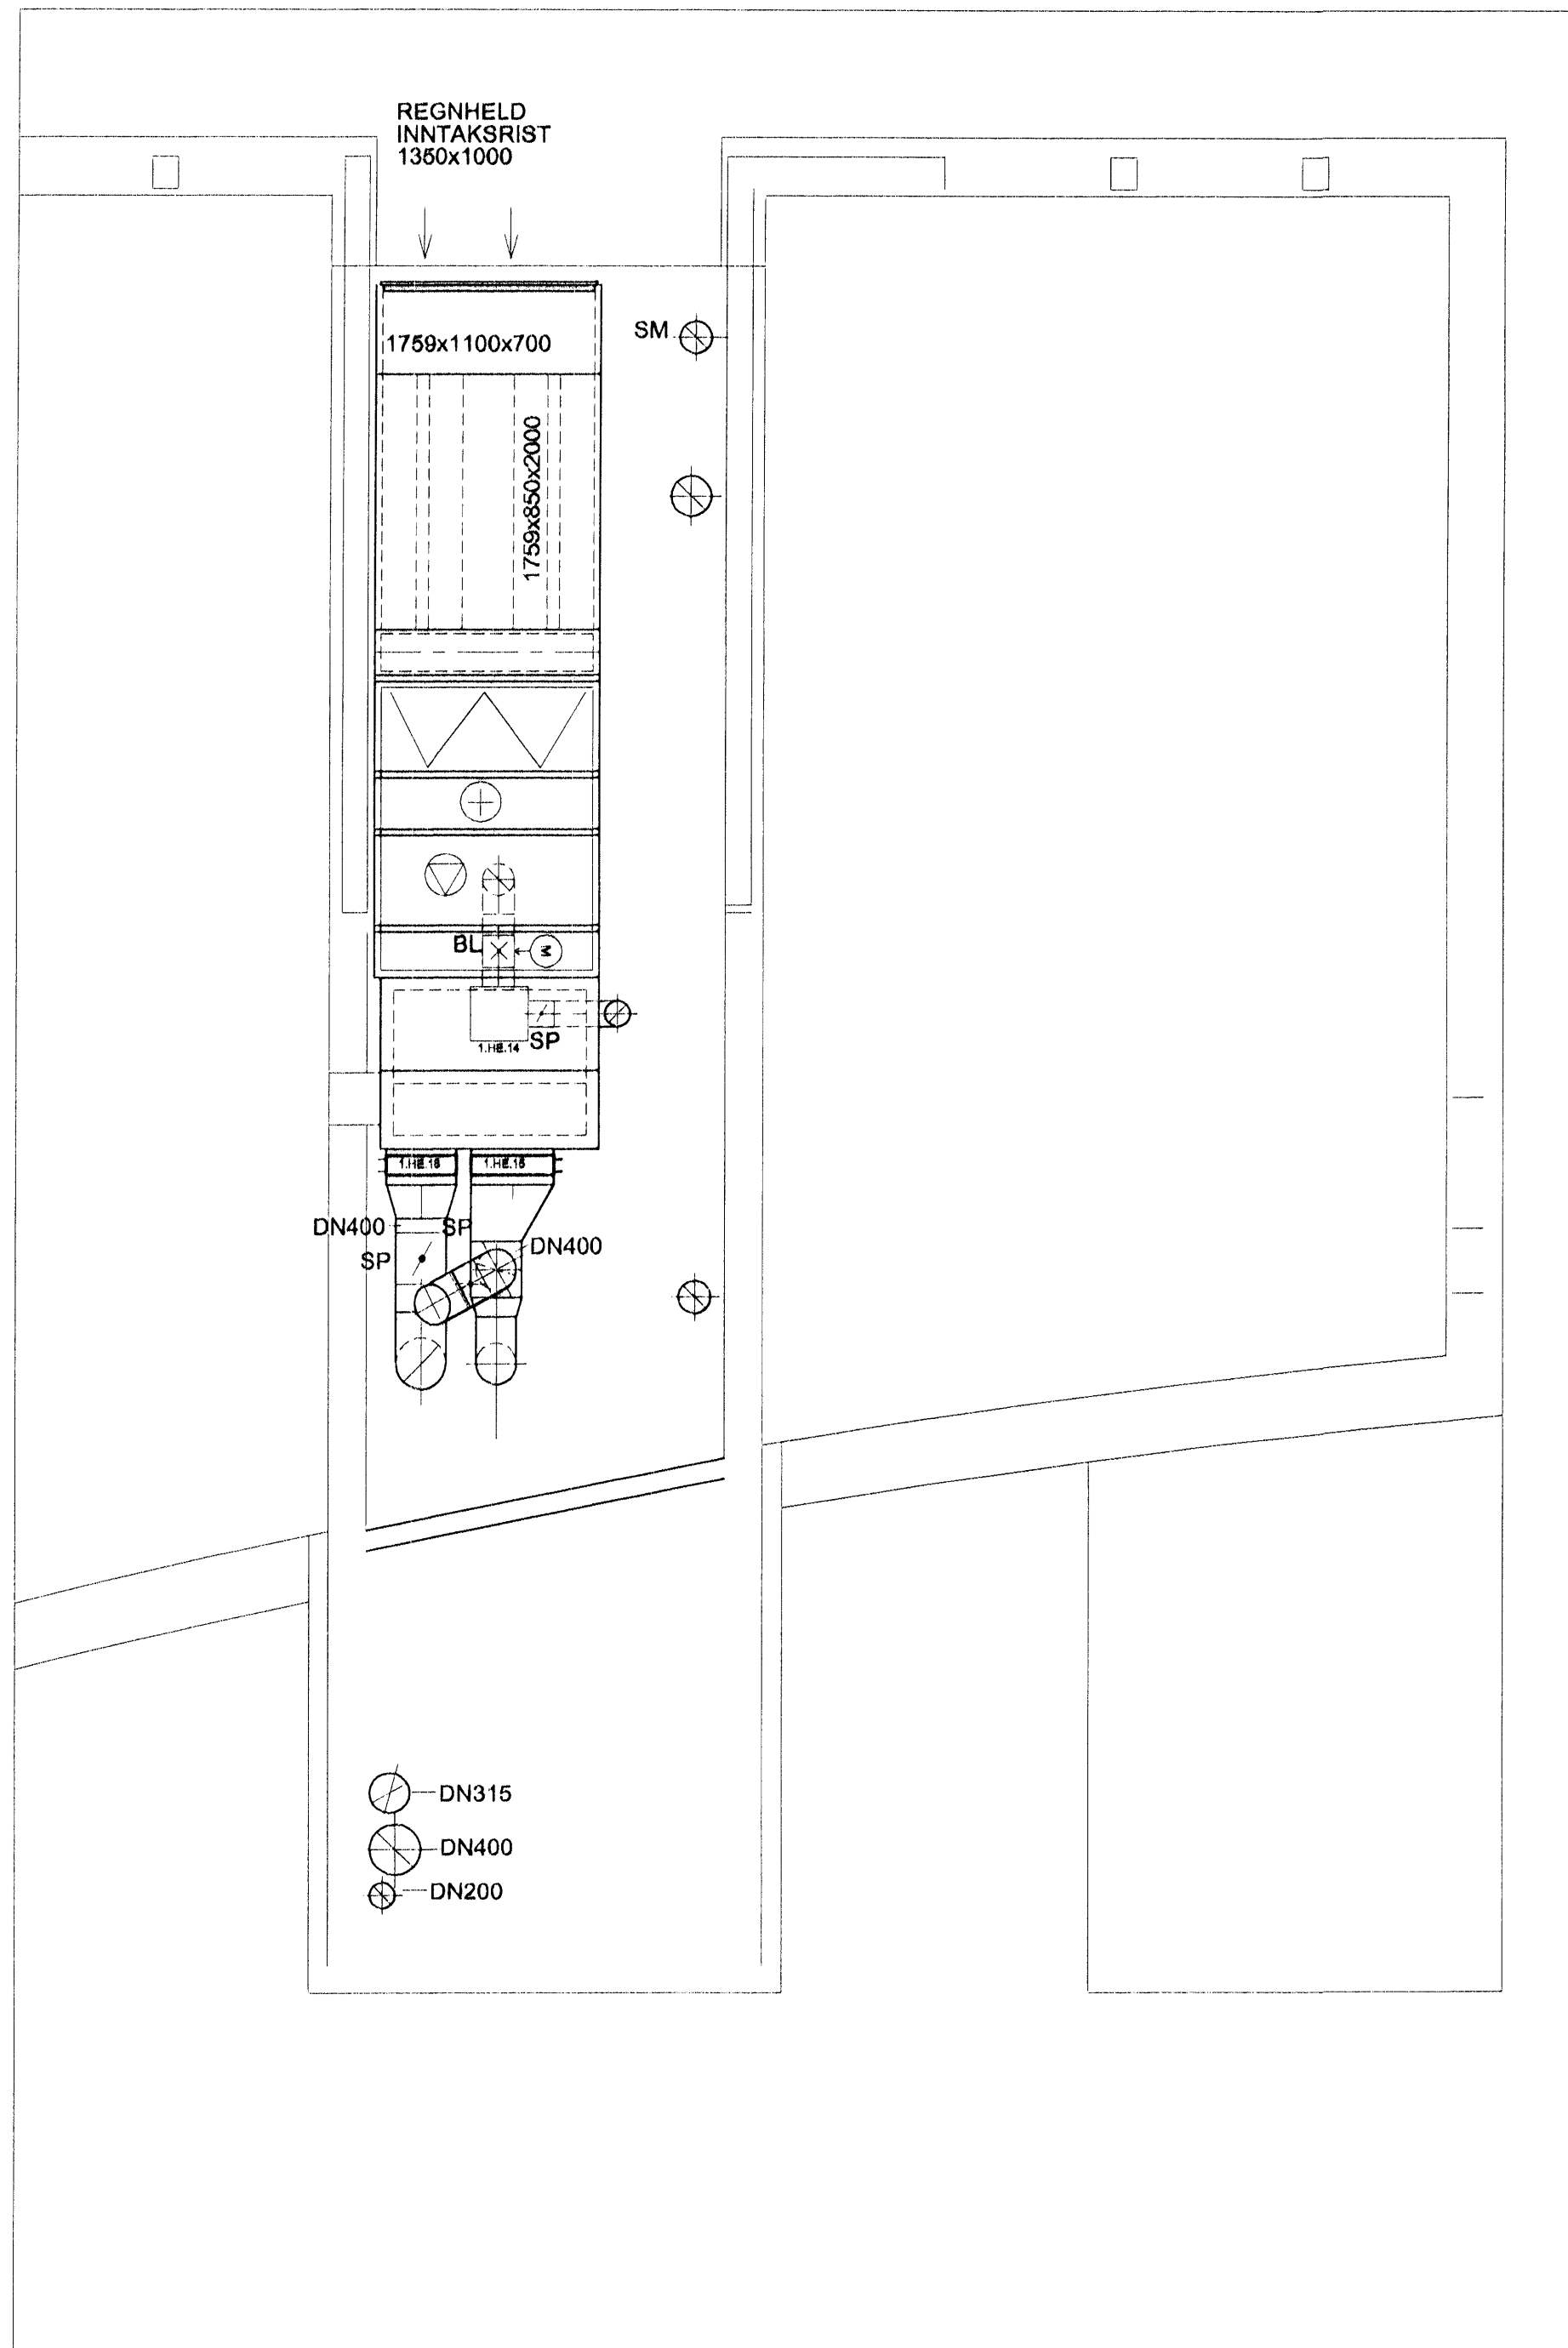 REGNHELD
INNTAKSRIST
1350x1000
SM
1759x1100x700
1759x850x2000
BL
M
1.HE.14
SP
1.HE.16
1.HE.15
DN400
SP
SP
DN400
DN315
DN400
DN200